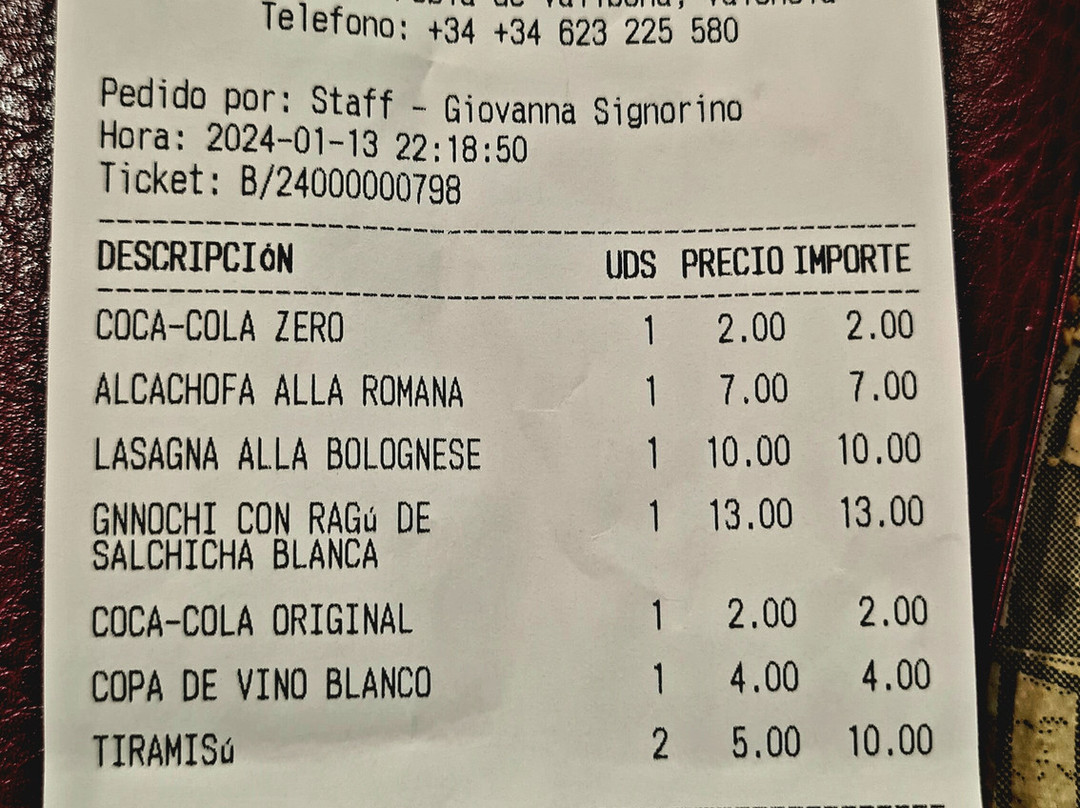 Telefono: +34 +34 623 225 580
Pedido por: Staff - Giovanna Signorino
Hora: 2024-01-13 22:18:50
Ticket: B/24000000798
DESCRIPCIóN UDS PRECIO IMPORTE
COCA-COLA ZERO 1 2.00 2.00
ALCACHOFA ALLA ROMANA 1 7.00 7.00
LASAGNA ALLA BOLOGNESE 1 10.00 10.00
GNNOCHI CON RAGú DE 1 13.00 13.00
SALCHICHA BLANCA
COCA-COLA ORIGINAL 1 2.00 2.00
COPA DE VINO BLANCO 1 4.00 4.00
TIRAMISú 2 5.00 10.00